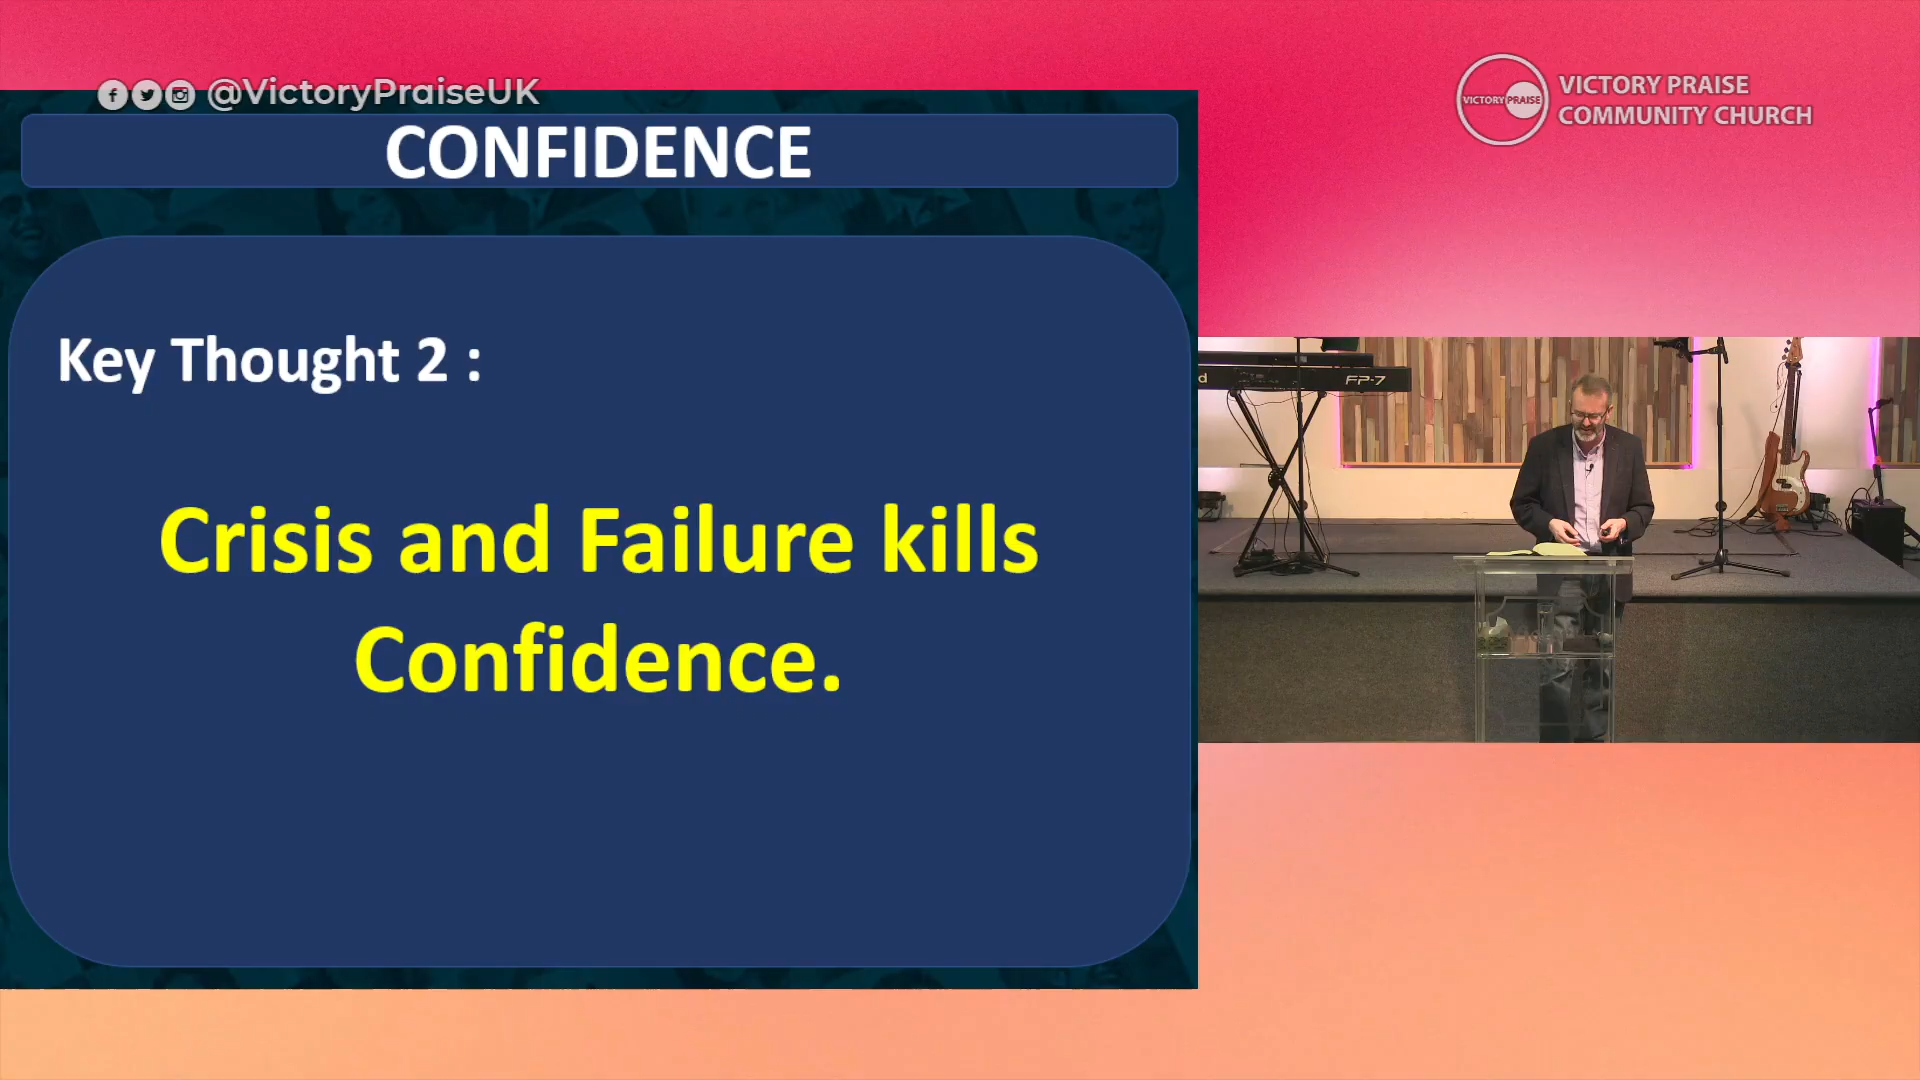 @VictoryPraiseUK
VICTORY PRAISE
VICTORY PRAISE
COMMUNITY CHURCH
CONFIDENCE
Key Thought 2 :
Crisis and Failure kills
Confidence.
d
FP-7